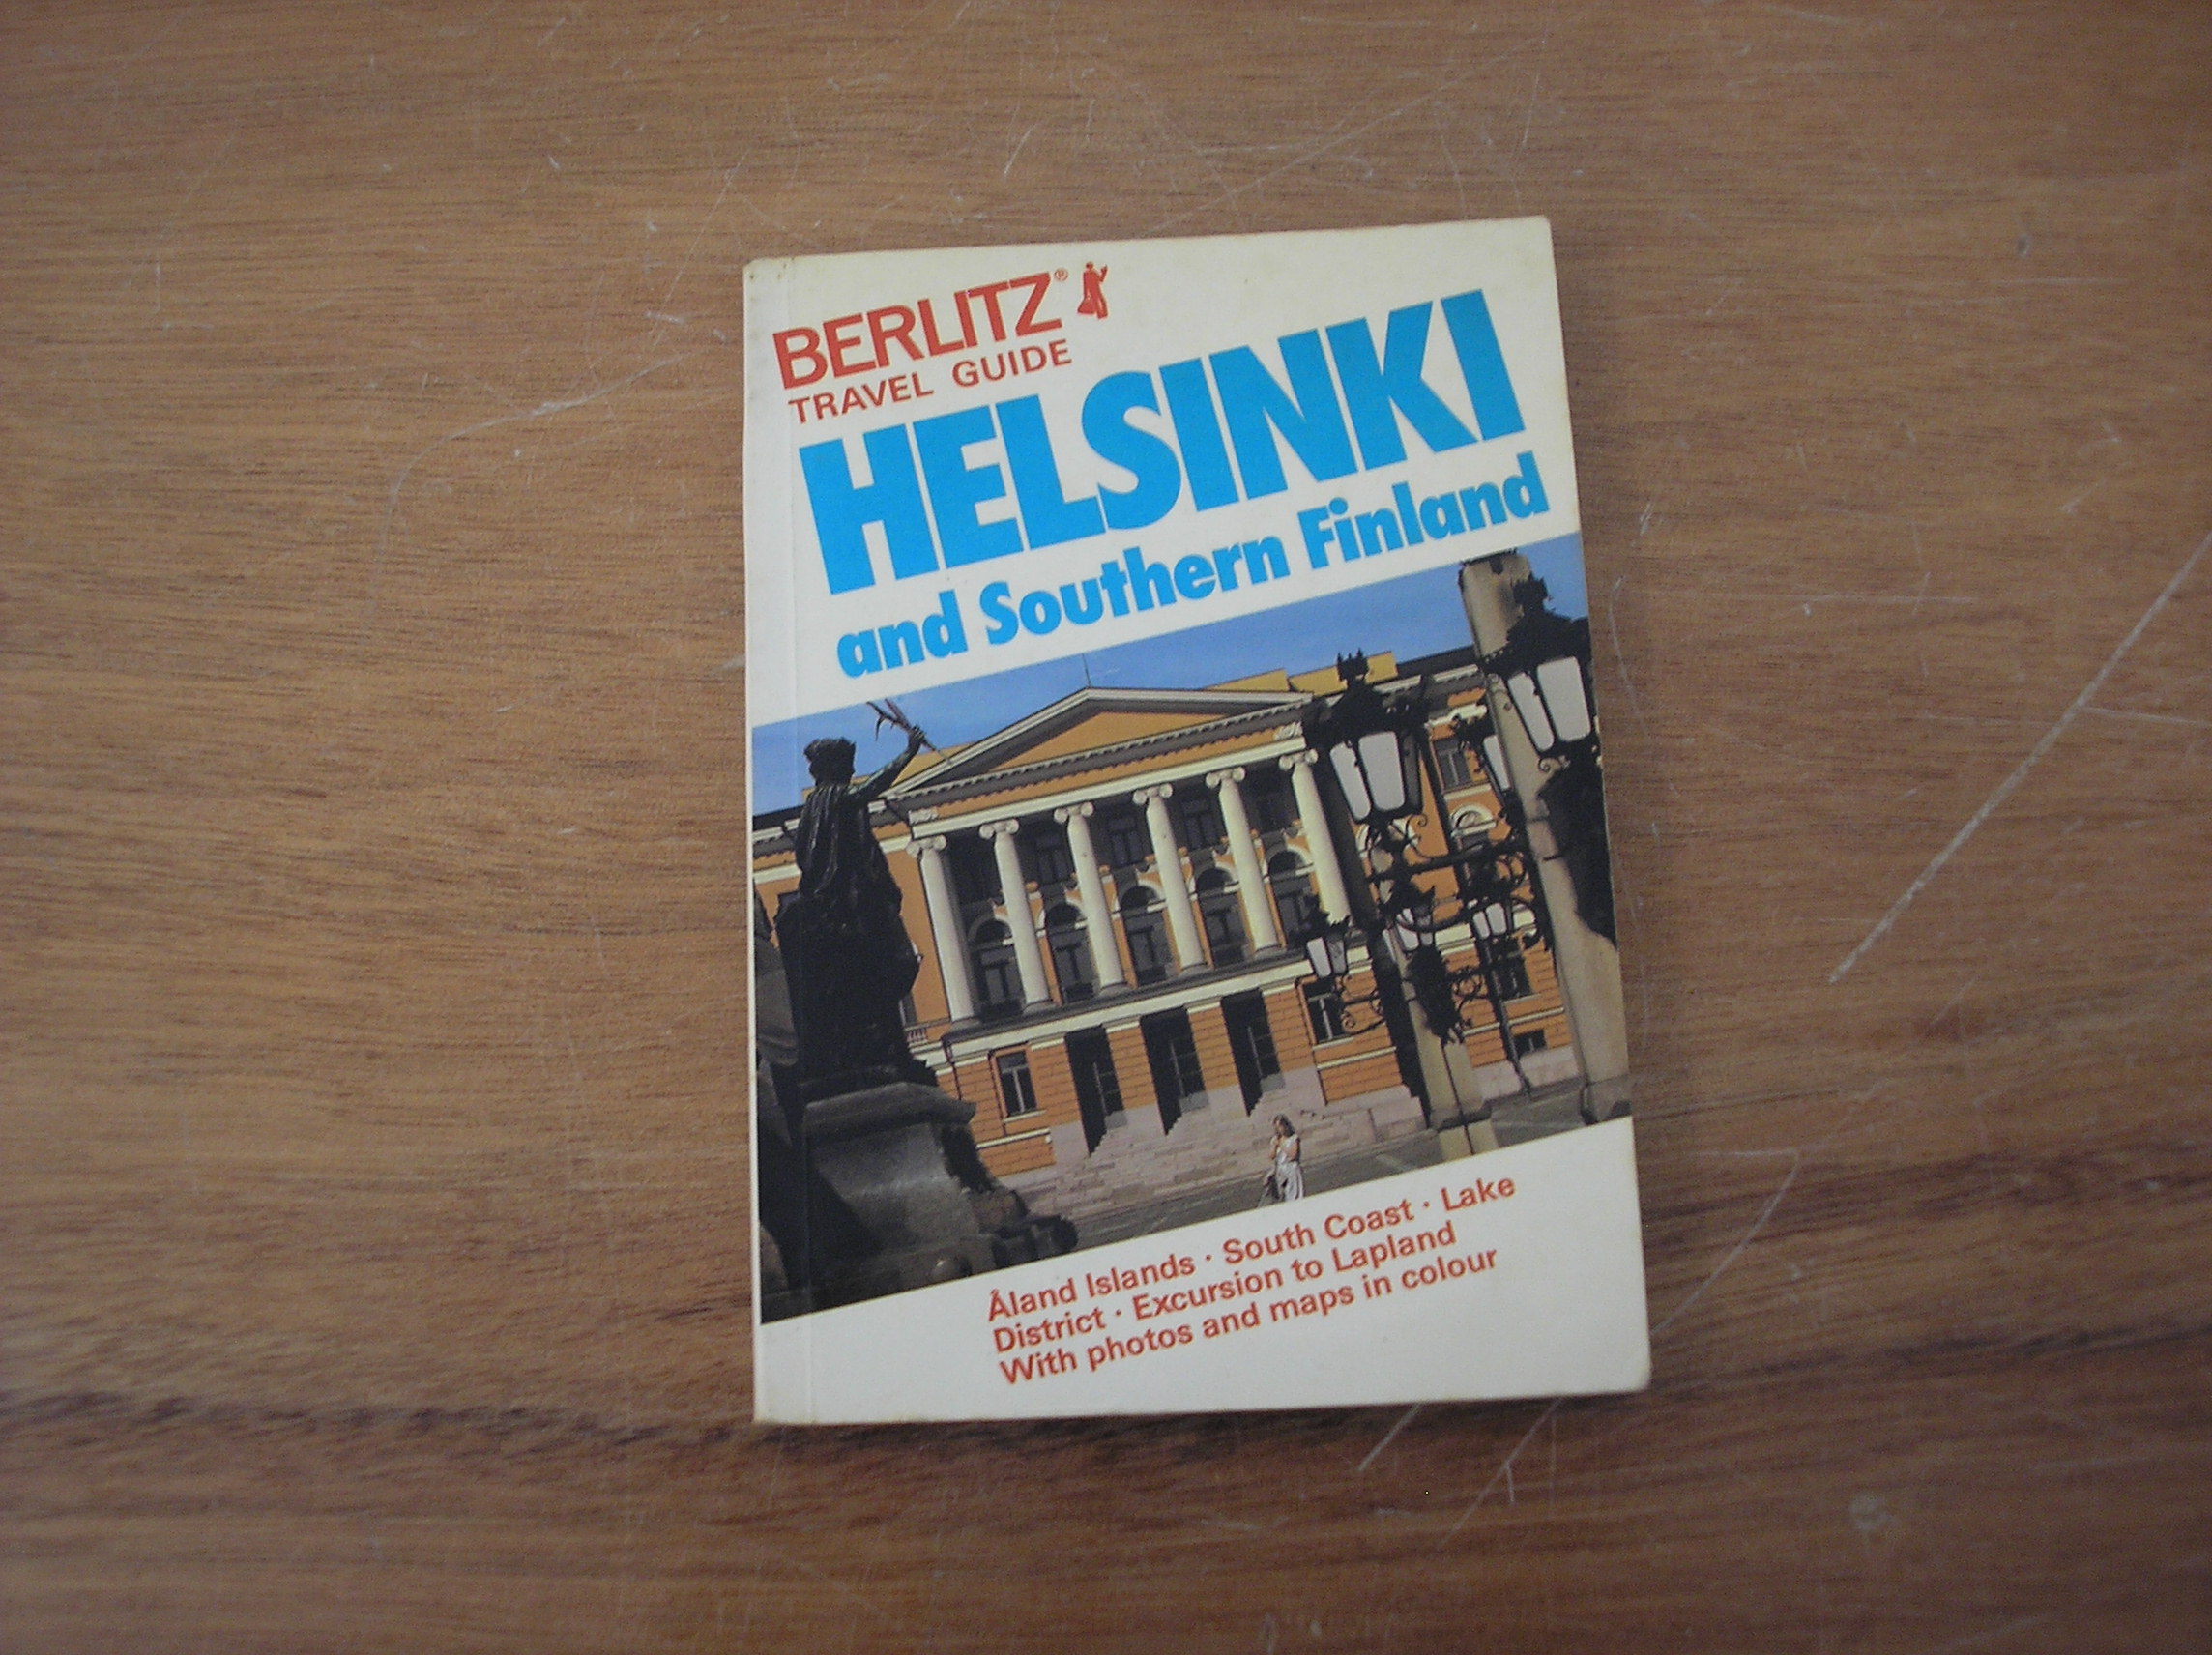 BERLITZ®
TRAVEL GUIDE
HELSINKI
and Southern Finland
Åland Islands · South Coast · Lake
District · Excursion to Lapland
With photos and maps in colour